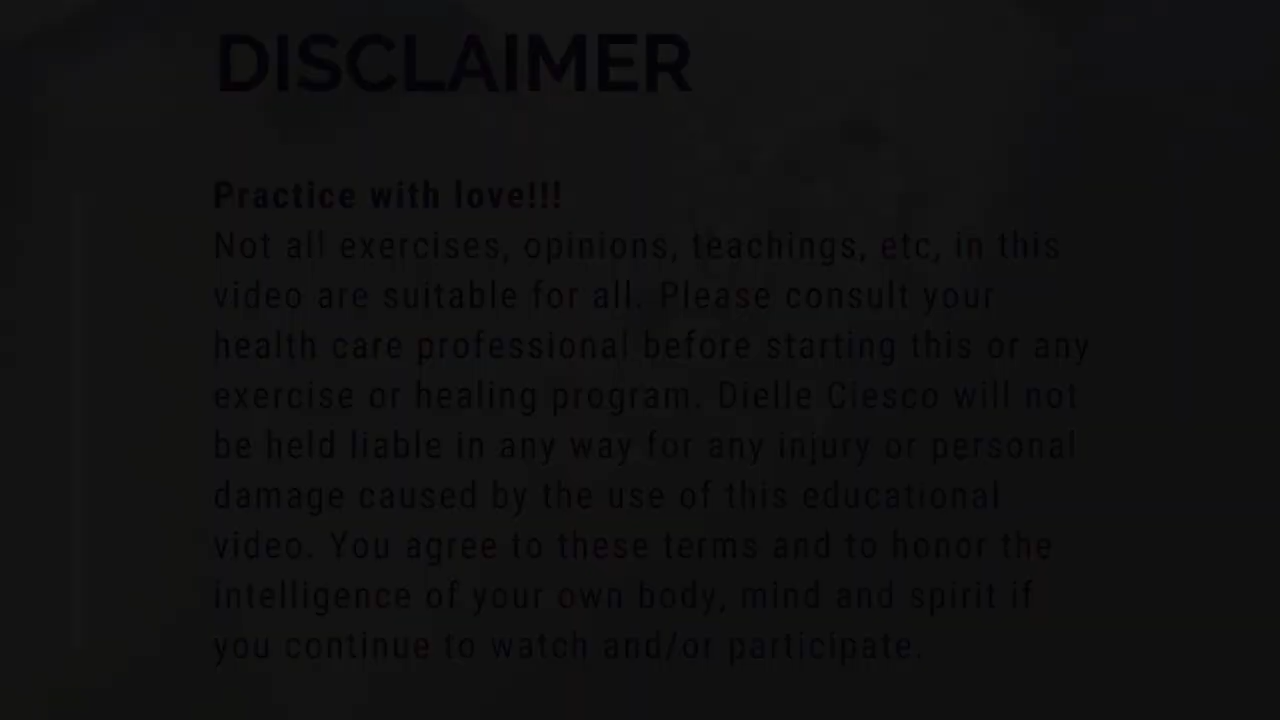 DISCLAIMER
Practice with love!!!
Not all exercises, opinions, teachings, etc, in this
video are suitable for all. Please consult your
health care professional before starting this or any
exercise or healing program. Dielle Ciesco will not
be held liable in any way for any injury or personal
damage caused by the use of this educational
video. You agree to these terms and to honor the
intelligence of your own body, mind and spirit if
you continue to watch and/or participate.